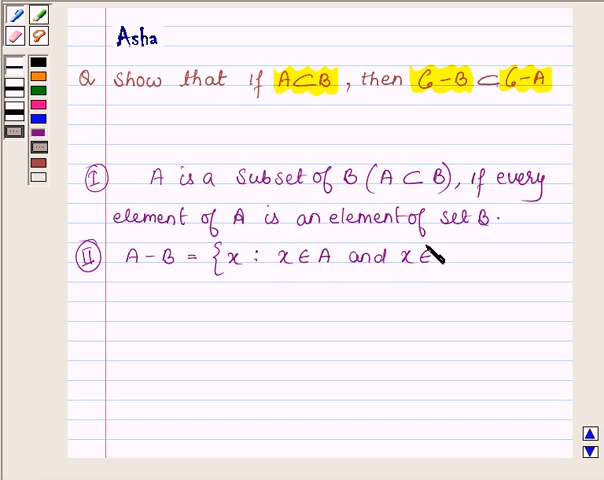 Asha
Q Show that if A⊂B, then C-B ⊂ C-A
I A is a subset of B (A ⊂ B), if every
element of A is an element of set B.
II A-B = {x : x ∈ A and x ∈